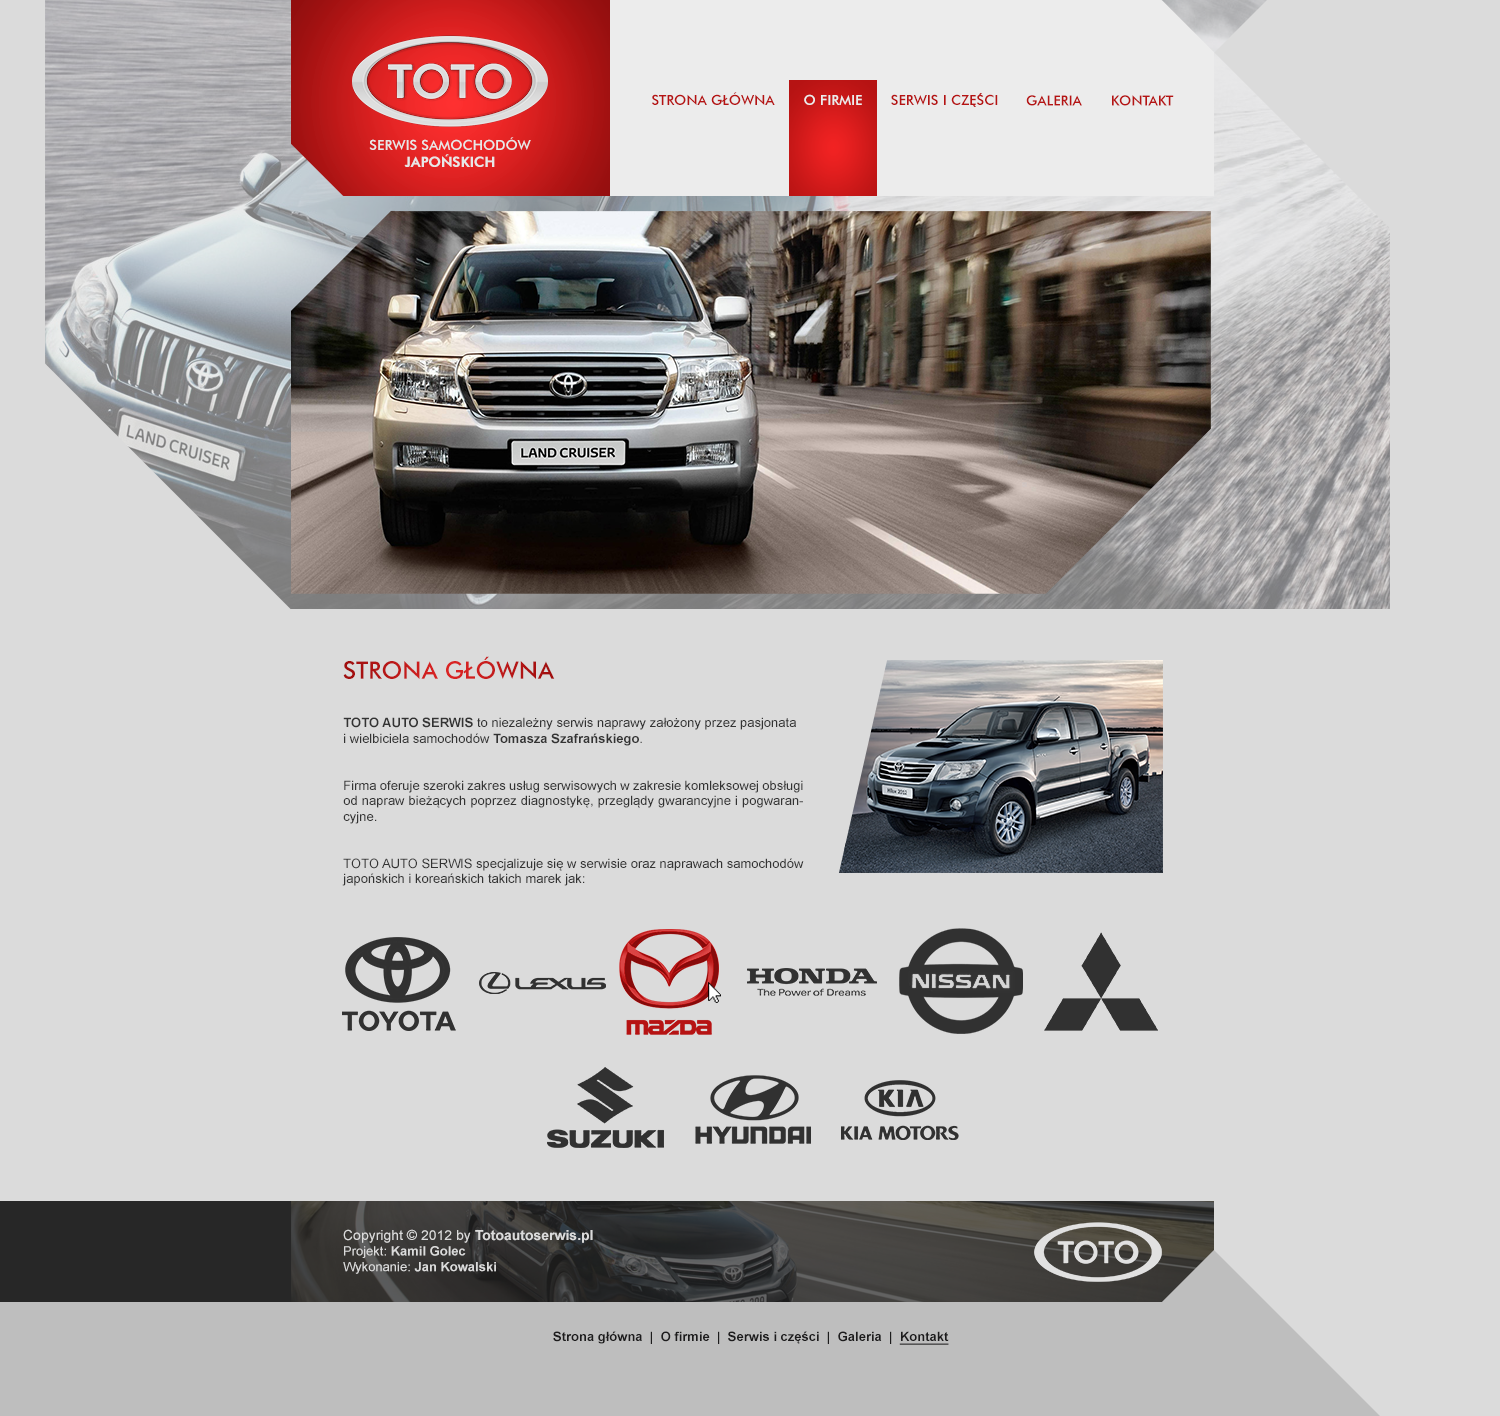 TOTO
SERWIS SAMOCHODÓW
JAPOŃSKICH
STRONA GŁÓWNA
O FIRMIE
SERWIS I CZĘŚCI
GALERIA
KONTAKT
LAND CRUISER
LAND CRUISER
STRONA GŁÓWNA
TOTO AUTO SERWIS to niezależny serwis naprawy założony przez pasjonata
i wielbiciela samochodów Tomasza Szafrańskiego.
Firma oferuje szeroki zakres usług serwisowych w zakresie komleksowej obsługi
od napraw bieżących poprzez diagnostykę, przeglądy gwarancyjne i pogwaran-
cyjne.
TOTO AUTO SERWIS specjalizuje się w serwisie oraz naprawach samochodów
japońskich i koreańskich takich marek jak:
Hilux 2012
TOYOTA
LEXUS
mazda
HONDA
The Power of Dreams
NISSAN
SUZUKI
HYUNDAI
KIA
KIA MOTORS
Copyright © 2012 by Totoautoserwis.pl
Projekt: Kamil Golec
Wykonanie: Jan Kowalski
TOTO
Strona główna | O firmie | Serwis i części | Galeria | Kontakt